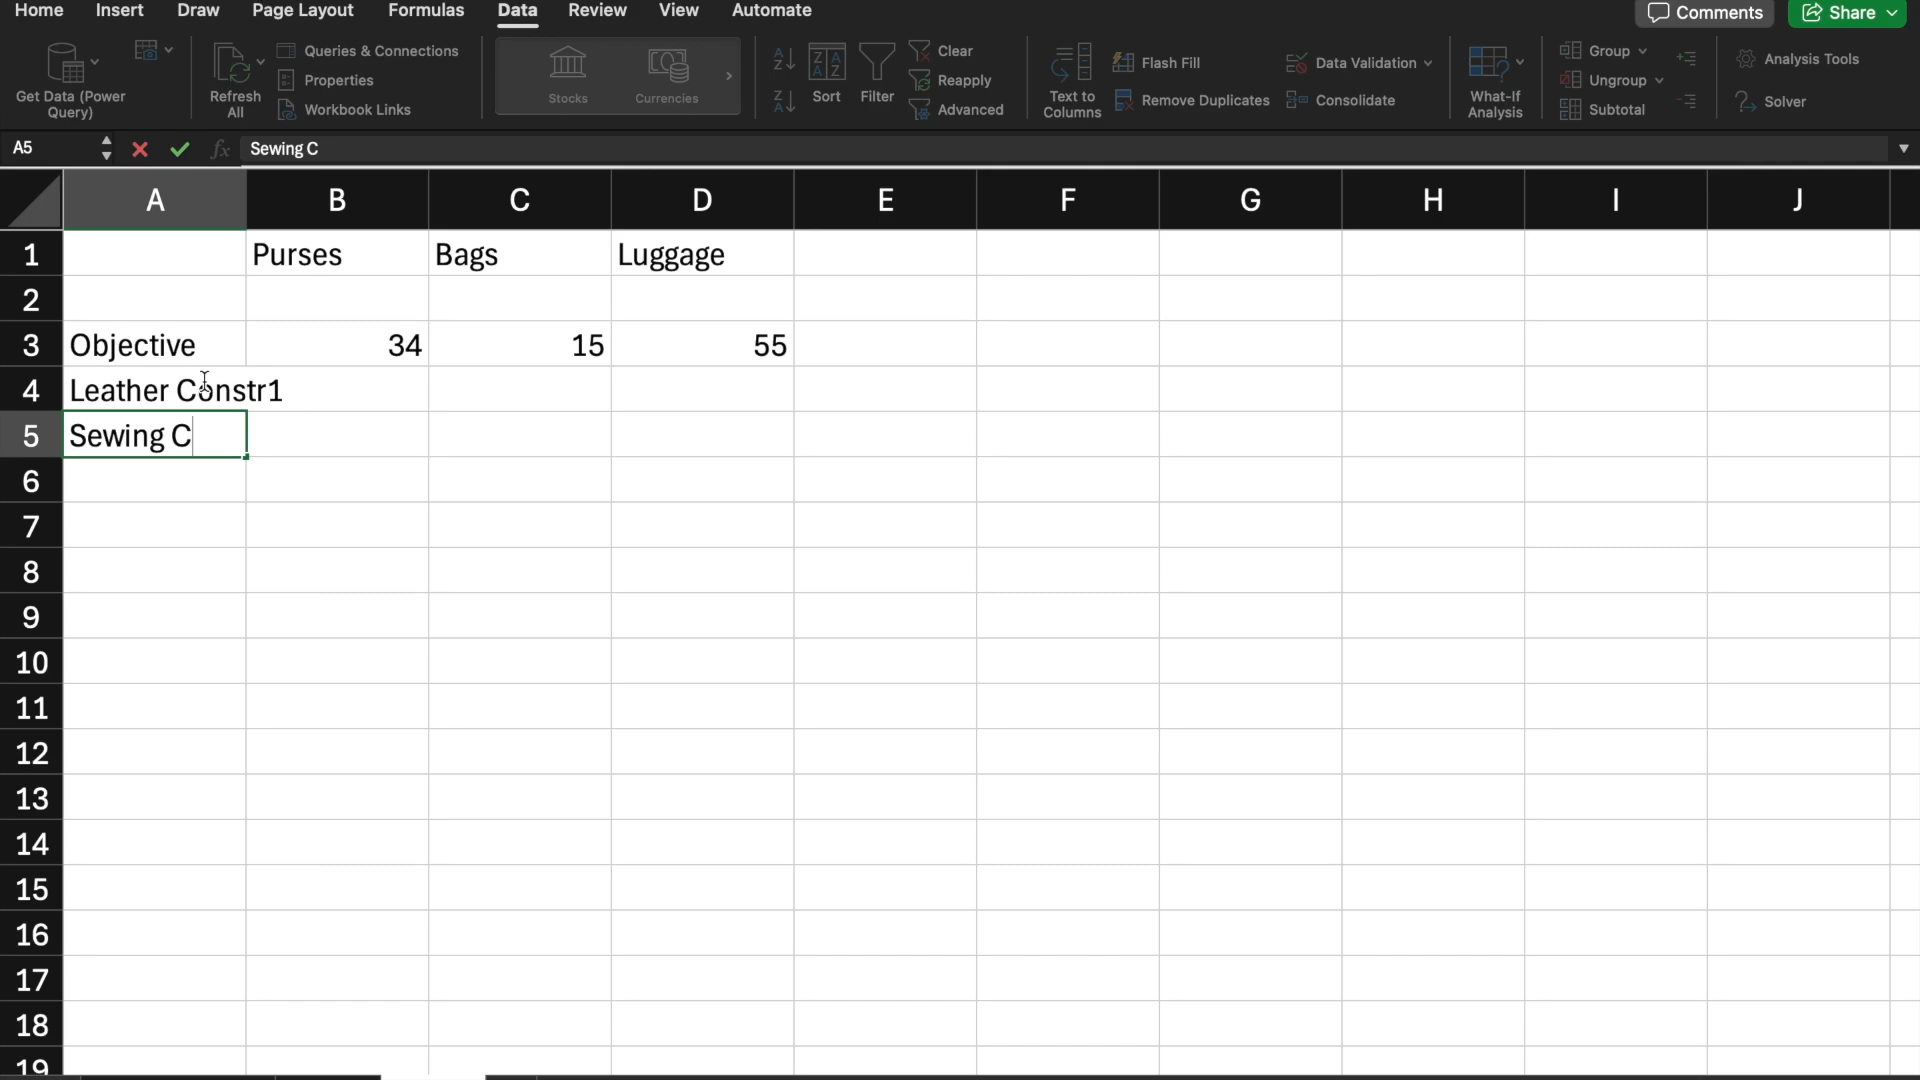 Home Insert Draw Page Layout Formulas Data Review View Automate Comments Share
Get Data (Power Query)
Refresh All
Queries & Connections
Properties
Workbook Links
Stocks
Currencies
Sort
Filter
Clear
Reapply
Advanced
Text to Columns
Flash Fill
Remove Duplicates
Data Validation
Consolidate
What-If Analysis
Group
Ungroup
Subtotal
Analysis Tools
Solver
A5 fx Sewing C
A B C D E F G H I J
1 Purses Bags Luggage
2
3 Objective 34 15 55
4 Leather Constr1
5 Sewing C
6
7
8
9
10
11
12
13
14
15
16
17
18
19